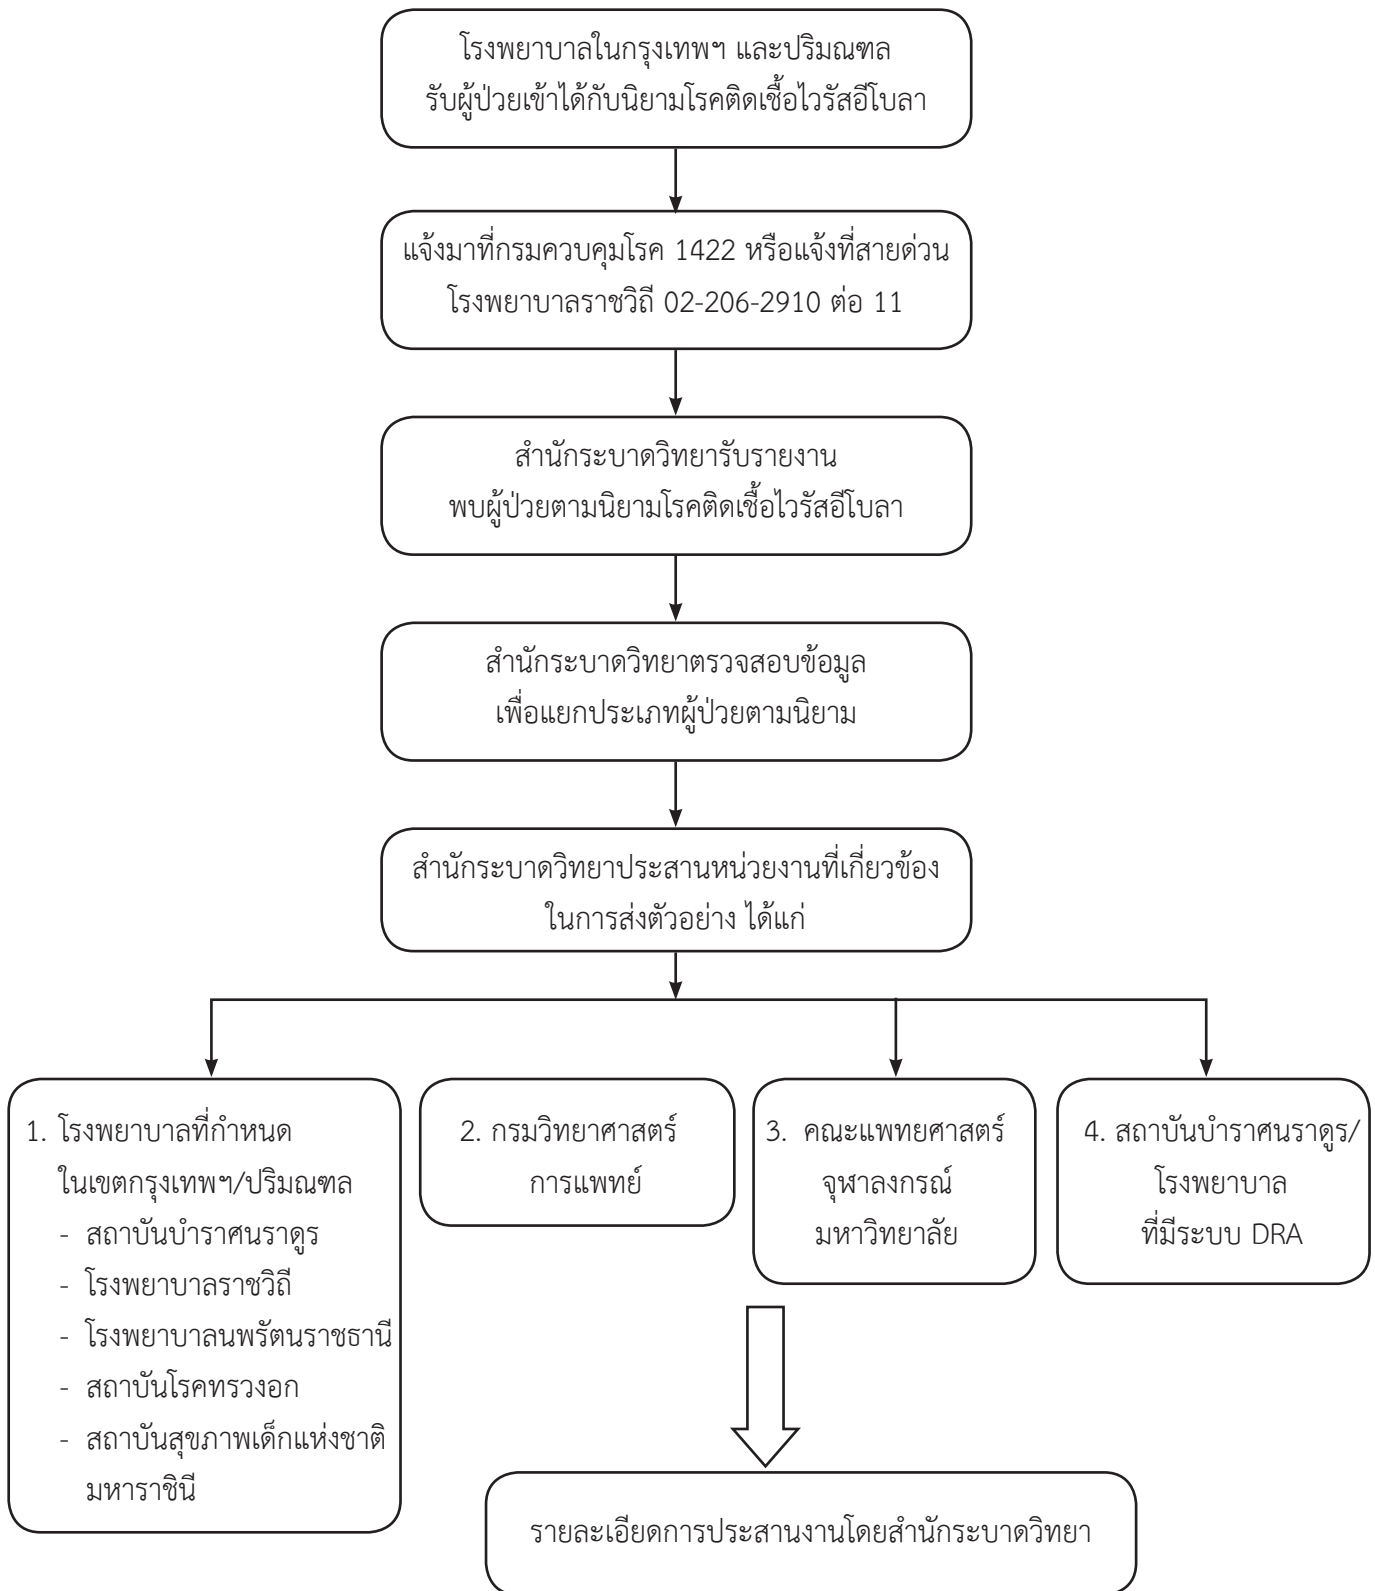 โรงพยาบาลในกรุงเทพฯ และปริมณฑล
รับผู้ป่วยเข้าได้กับนิยามโรคติดเชื้อไวรัสอีโบลา
แจ้งมาที่กรมควบคุมโรค 1422 หรือแจ้งที่สายด่วน
โรงพยาบาลราชวิถี 02-206-2910 ต่อ 11
สำนักระบาดวิทยารับรายงาน
พบผู้ป่วยตามนิยามโรคติดเชื้อไวรัสอีโบลา
สำนักระบาดวิทยาตรวจสอบข้อมูล
เพื่อแยกประเภทผู้ป่วยตามนิยาม
สำนักระบาดวิทยาประสานหน่วยงานที่เกี่ยวข้อง
ในการส่งตัวอย่าง ได้แก่
1. โรงพยาบาลที่กำหนด
ในเขตกรุงเทพฯ/ปริมณฑล
- สถาบันบำราศนราดูร
- โรงพยาบาลราชวิถี
- โรงพยาบาลนพรัตนราชธานี
- สถาบันโรคทรวงอก
- สถาบันสุขภาพเด็กแห่งชาติ
มหาราชินี
2. กรมวิทยาศาสตร์
การแพทย์
3. คณะแพทยศาสตร์
จุฬาลงกรณ์
มหาวิทยาลัย
4. สถาบันบำราศนราดูร/
โรงพยาบาล
ที่มีระบบ DRA
รายละเอียดการประสานงานโดยสำนักระบาดวิทยา